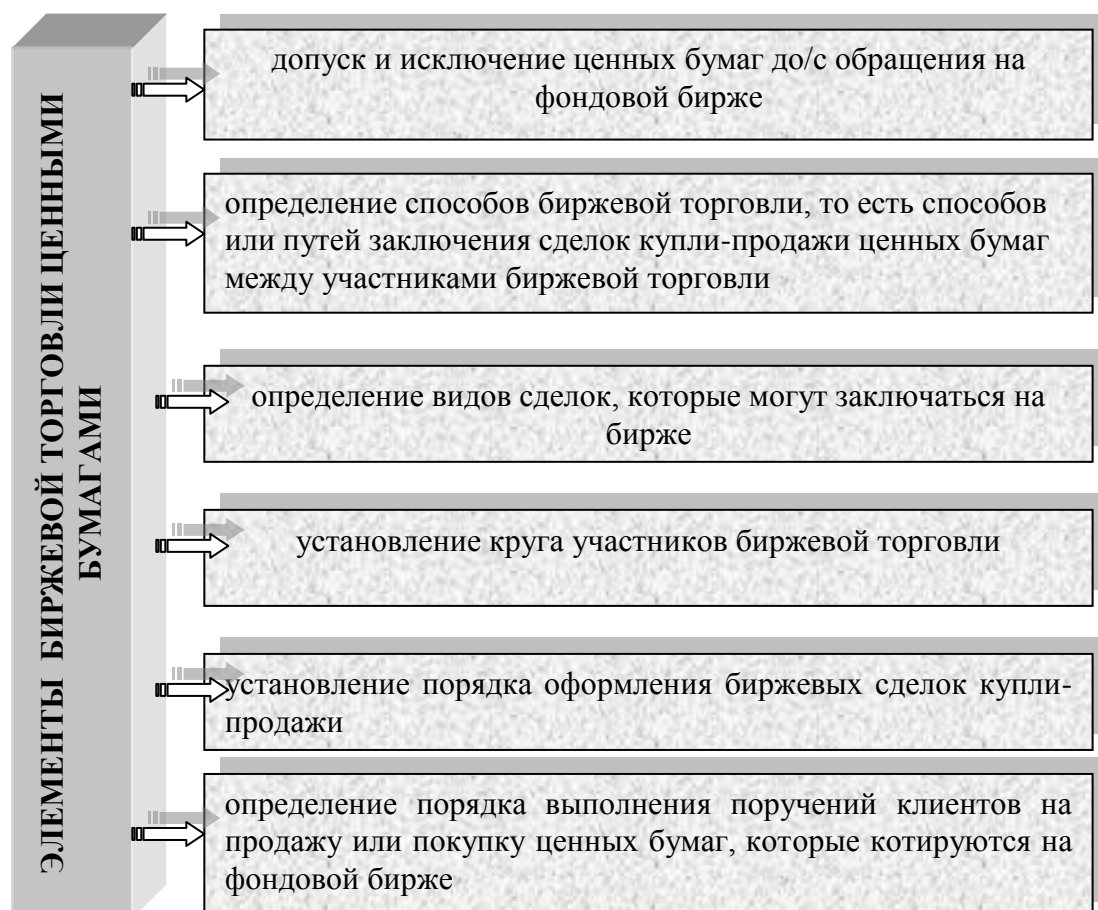 ЭЛЕМЕНТЫ БИРЖЕВОЙ ТОРГОВЛИ ЦЕННЫМИ
БУМАГАМИ
допуск и исключение ценных бумаг до/с обращения на
фондовой бирже
определение способов биржевой торговли, то есть способов
или путей заключения сделок купли-продажи ценных бумаг
между участниками биржевой торговли
определение видов сделок, которые могут заключаться на
бирже
установление круга участников биржевой торговли
установление порядка оформления биржевых сделок купли-
продажи
определение порядка выполнения поручений клиентов на
продажу или покупку ценных бумаг, которые котируются на
фондовой бирже